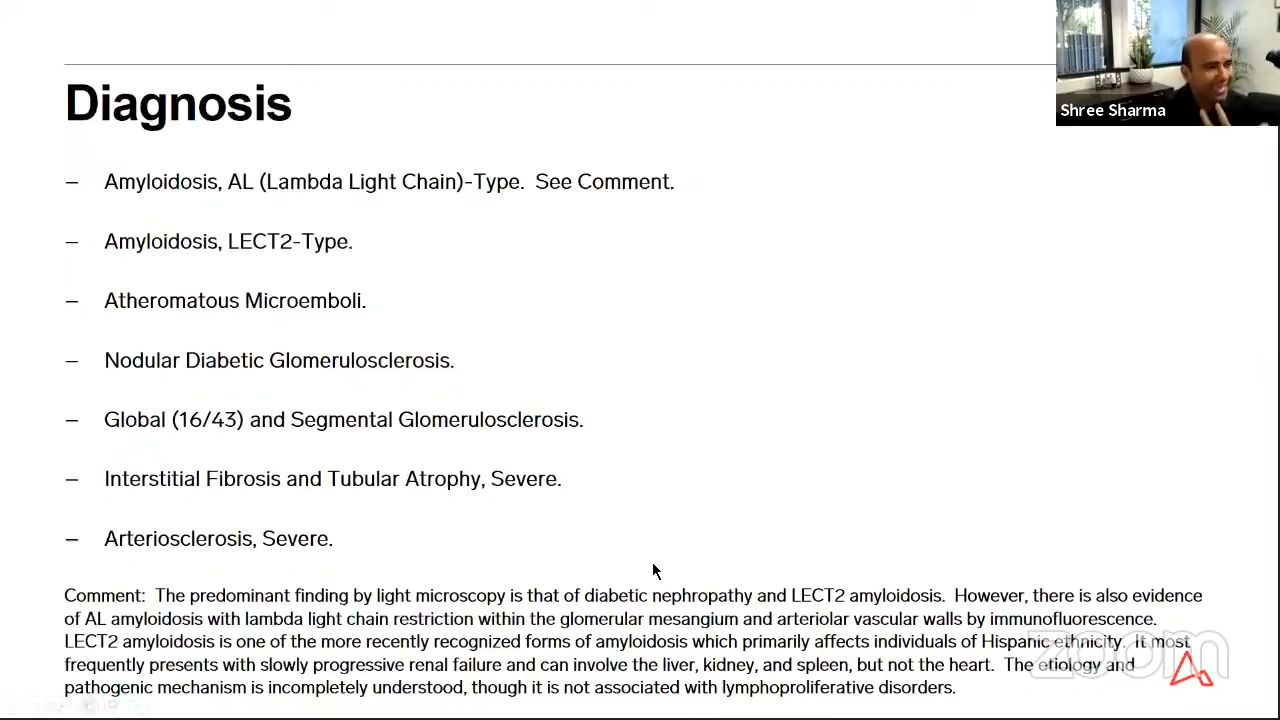 Shree Sharma
Diagnosis
– Amyloidosis, AL (Lambda Light Chain)-Type.  See Comment.
– Amyloidosis, LECT2-Type.
– Atheromatous Microemboli.
– Nodular Diabetic Glomerulosclerosis.
– Global (16/43) and Segmental Glomerulosclerosis.
– Interstitial Fibrosis and Tubular Atrophy, Severe.
– Arteriosclerosis, Severe.
Comment:  The predominant finding by light microscopy is that of diabetic nephropathy and LECT2 amyloidosis.  However, there is also evidence
of AL amyloidosis with lambda light chain restriction within the glomerular mesangium and arteriolar vascular walls by immunofluorescence.
LECT2 amyloidosis is one of the more recently recognized forms of amyloidosis which primarily affects individuals of Hispanic ethnicity.  It most
frequently presents with slowly progressive renal failure and can involve the liver, kidney, and spleen, but not the heart.  The etiology and
pathogenic mechanism is incompletely understood, though it is not associated with lymphoproliferative disorders.
zoom